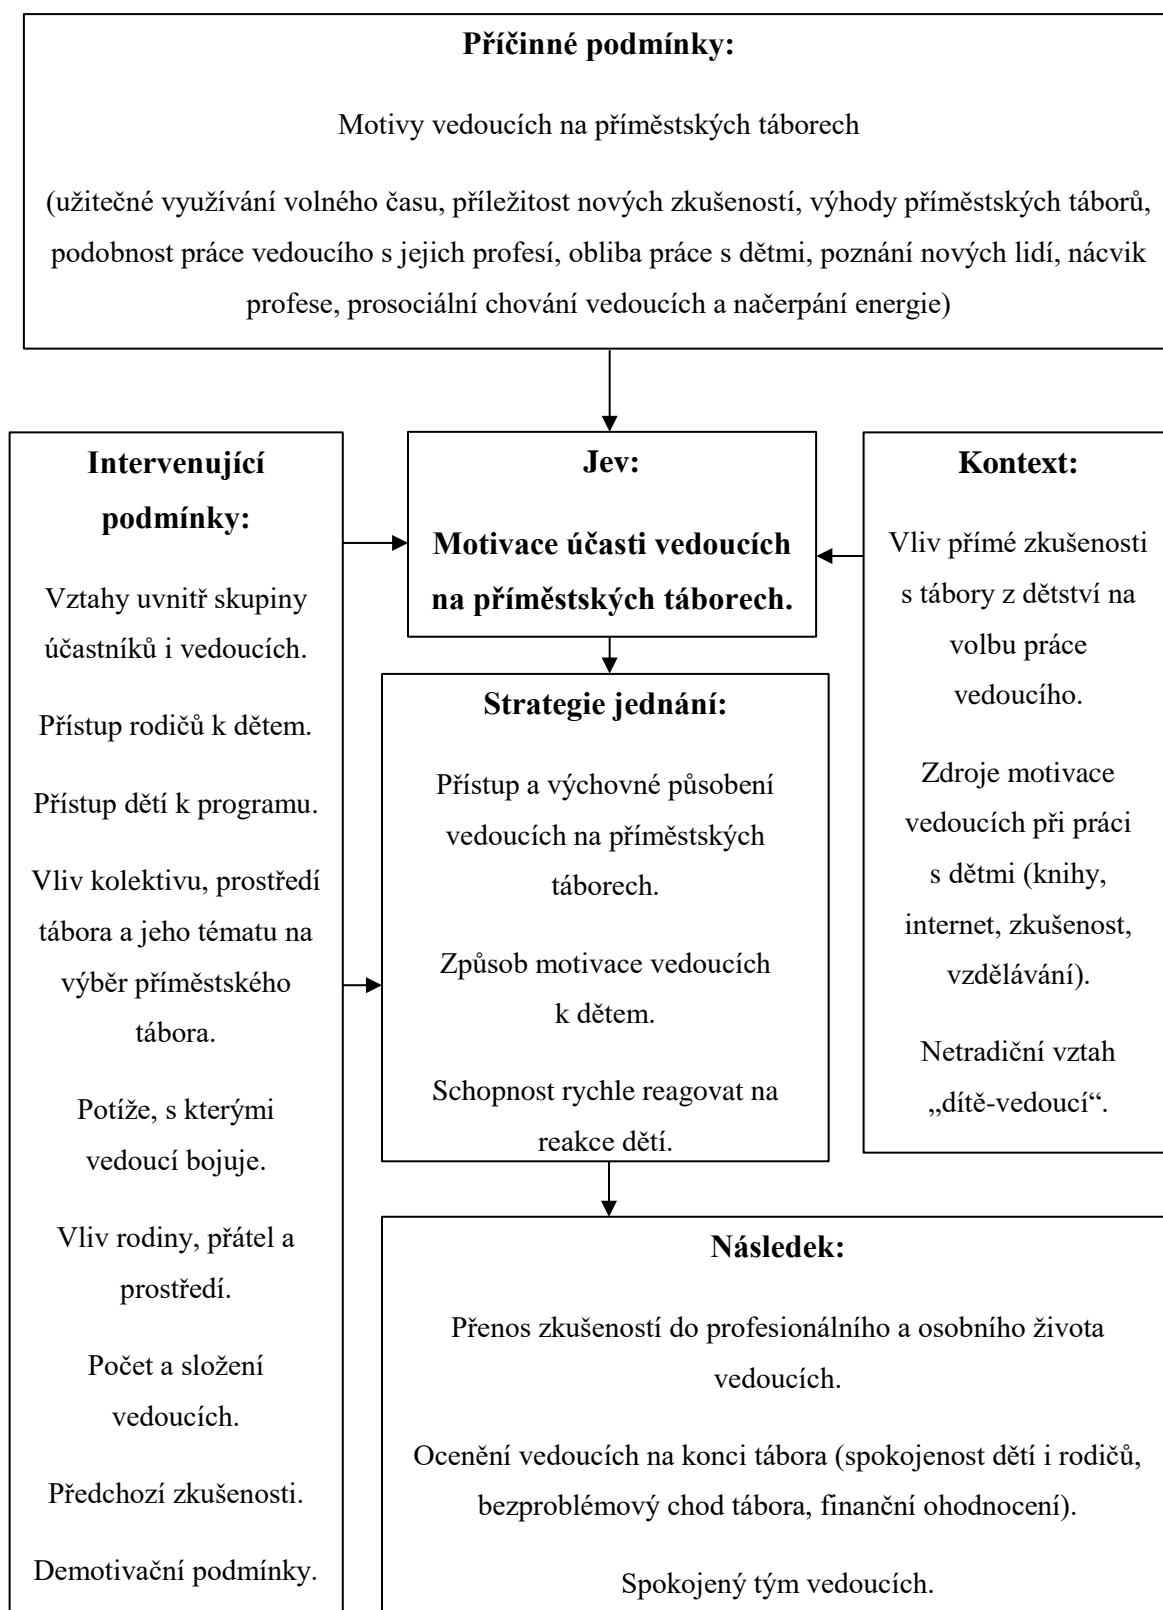 Příčinné podmínky:
Motivy vedoucích na příměstských táborech
(užitečné využívání volného času, příležitost nových zkušeností, výhody příměstských táborů,
podobnost práce vedoucího s jejich profesí, obliba práce s dětmi, poznání nových lidí, nácvik
profese, prosociální chování vedoucích a načerpání energie)
Intervenující
podmínky:
Vztahy uvnitř skupiny
účastníků i vedoucích.
Přístup rodičů k dětem.
Přístup dětí k programu.
Vliv kolektivu, prostředí
tábora a jeho tématu na
výběr příměstského
tábora.
Potíže, s kterými
vedoucí bojuje.
Vliv rodiny, přátel a
prostředí.
Počet a složení
vedoucích.
Předchozí zkušenosti.
Demotivační podmínky.
Jev:
Motivace účasti vedoucích
na příměstských táborech.
Strategie jednání:
Přístup a výchovné působení
vedoucích na příměstských
táborech.
Způsob motivace vedoucích
k dětem.
Schopnost rychle reagovat na
reakce dětí.
Kontext:
Vliv přímé zkušenosti
s tábory z dětství na
volbu práce
vedoucího.
Zdroje motivace
vedoucích při práci
s dětmi (knihy,
internet, zkušenost,
vzdělávání).
Netradiční vztah
„dítě-vedoucí“.
Následek:
Přenos zkušeností do profesionálního a osobního života
vedoucích.
Ocenění vedoucích na konci tábora (spokojenost dětí i rodičů,
bezproblémový chod tábora, finanční ohodnocení).
Spokojený tým vedoucích.